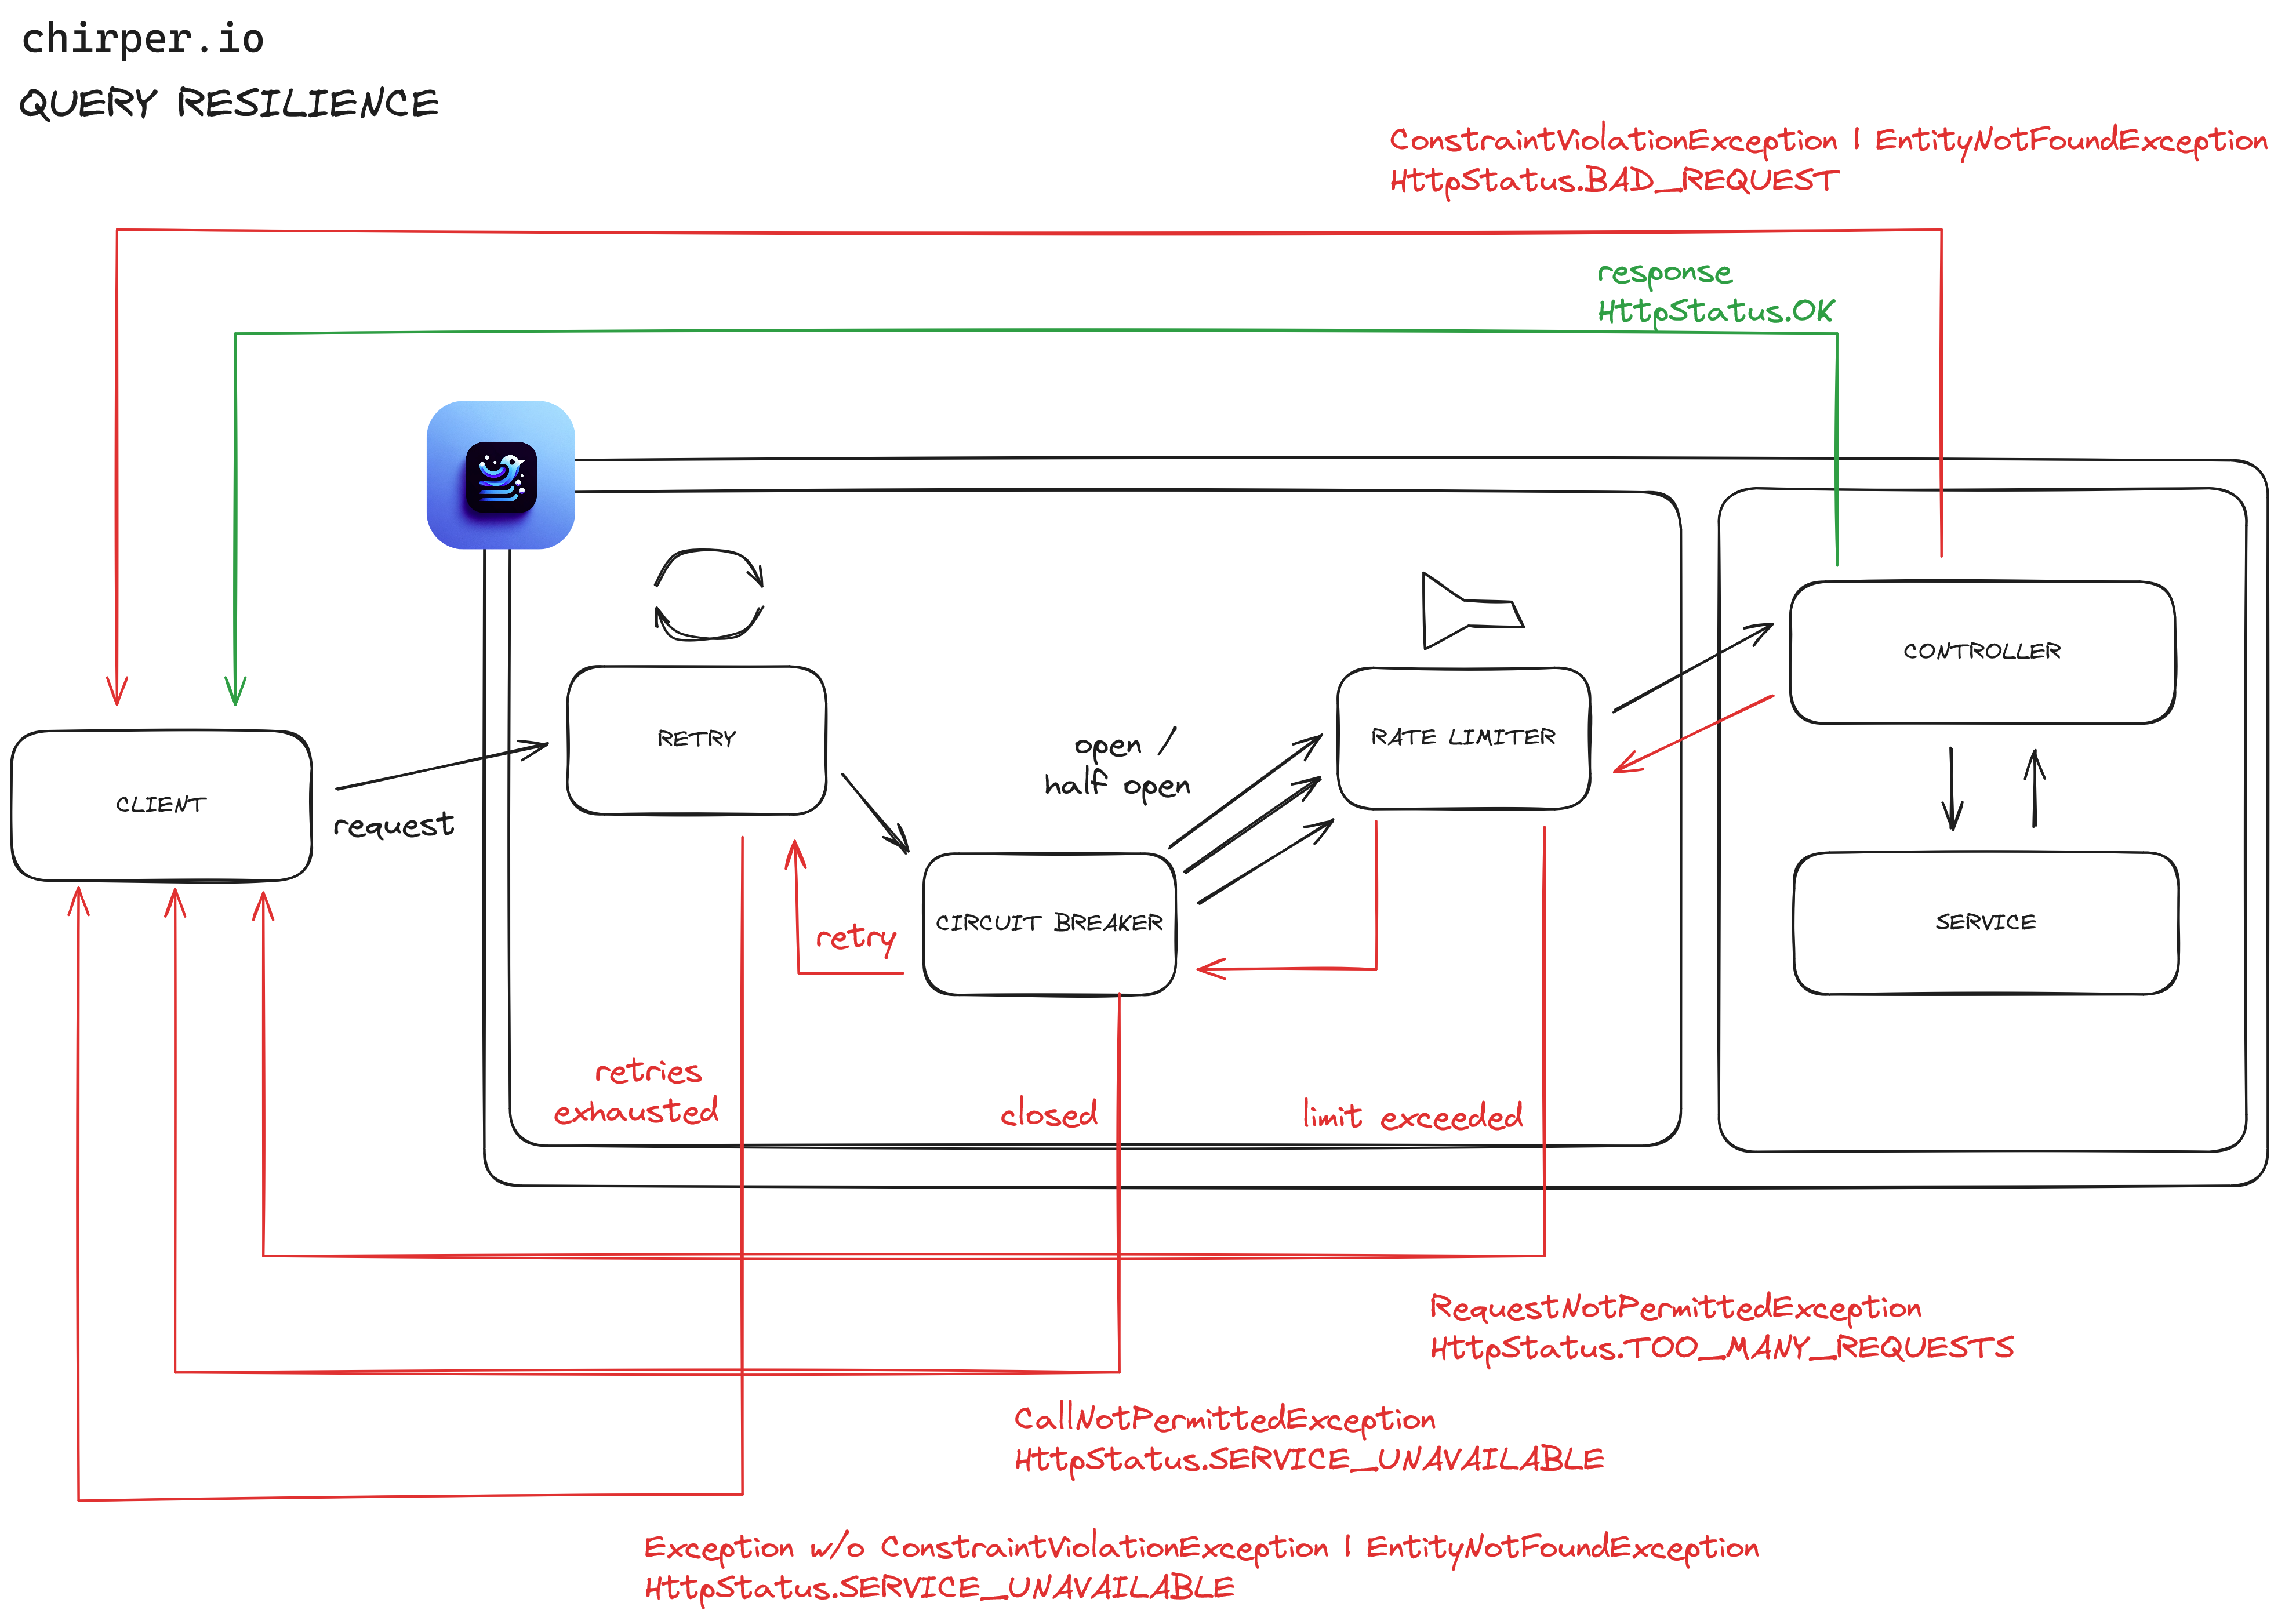 chirper.io
QUERY RESILIENCE
ConstraintViolationException | EntityNotFoundException
HttpStatus.BAD_REQUEST
response
HttpStatus.OK
RETRY
RATE LIMITER
CONTROLLER
open /
half open
CLIENT
request
CIRCUIT BREAKER
SERVICE
retry
retries
exhausted
closed
limit exceeded
RequestNotPermittedException
HttpStatus.TOO_MANY_REQUESTS
CallNotPermittedException
HttpStatus.SERVICE_UNAVAILABLE
Exception w/o ConstraintViolationException | EntityNotFoundException
HttpStatus.SERVICE_UNAVAILABLE